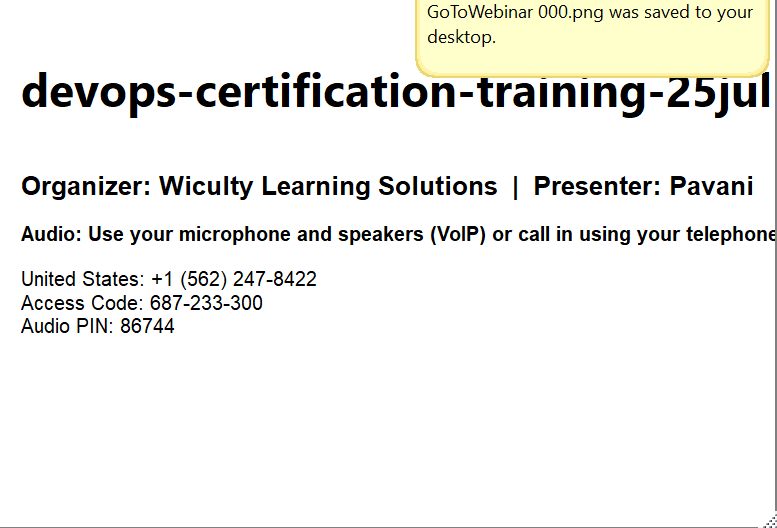 GoToWebinar 000.png was saved to your
desktop.
devops-certification-training-25jul
Organizer: Wiculty Learning Solutions | Presenter: Pavani
Audio: Use your microphone and speakers (VoIP) or call in using your telephone
United States: +1 (562) 247-8422
Access Code: 687-233-300
Audio PIN: 86744